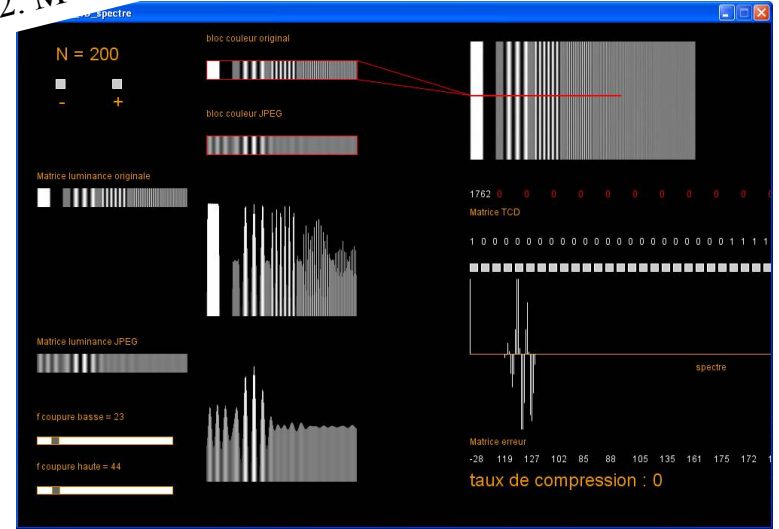 2. M
_spectre
N = 200
- +
bloc couleur original
bloc couleur JPEG
Matrice luminance originale
Matrice luminance JPEG
f coupure basse = 23
f coupure haute = 44
1762 0 0 0 0 0 0 0 0 0 0
Matrice TCD
1 0 0 0 0 0 0 0 0 0 0 0 0 0 0 0 0 0 0 0 0 0 1 1 1 1
spectre
Matrice erreur
-28 119 127 102 85 88 105 135 161 175 172 1
taux de compression : 0